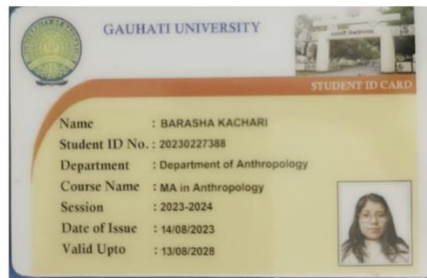 GAUHATI UNIVERSITY
STUDENT ID CARD
Name : BARASHA KACHARI
Student ID No. : 20230227388
Department : Department of Anthropology
Course Name : MA in Anthropology
Session : 2023-2024
Date of Issue : 14/08/2023
Valid Upto : 13/08/2028